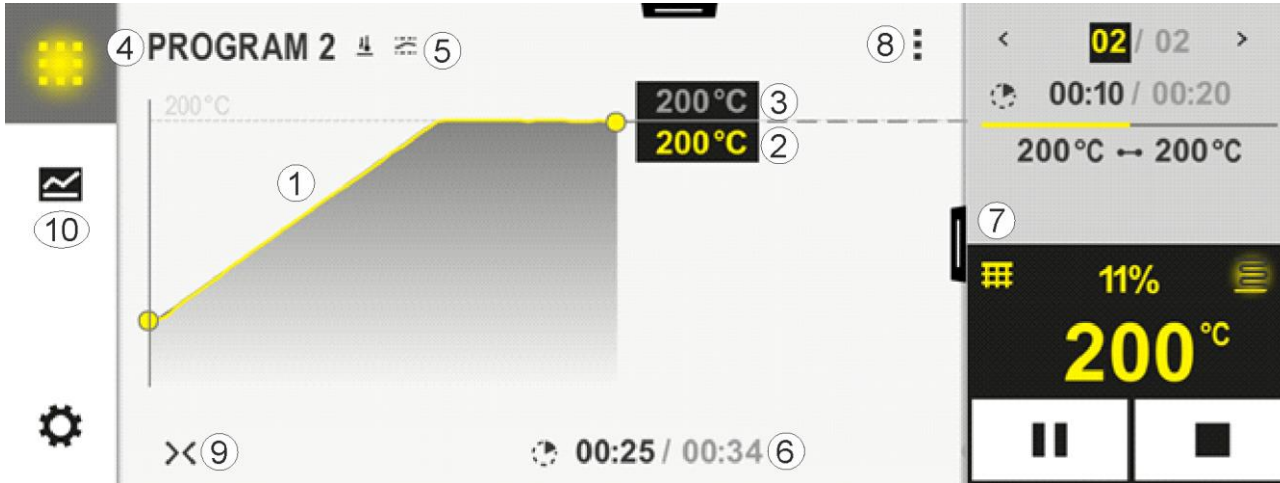 ④ PROGRAM 2 ⑤
⑧
200°C
200°C ③
200°C ②
①
⑩
⑨
00:25 / 00:34 ⑥
< 02 / 02 >
00:10 / 00:20
200°C 200°C
⑦
11%
200°C